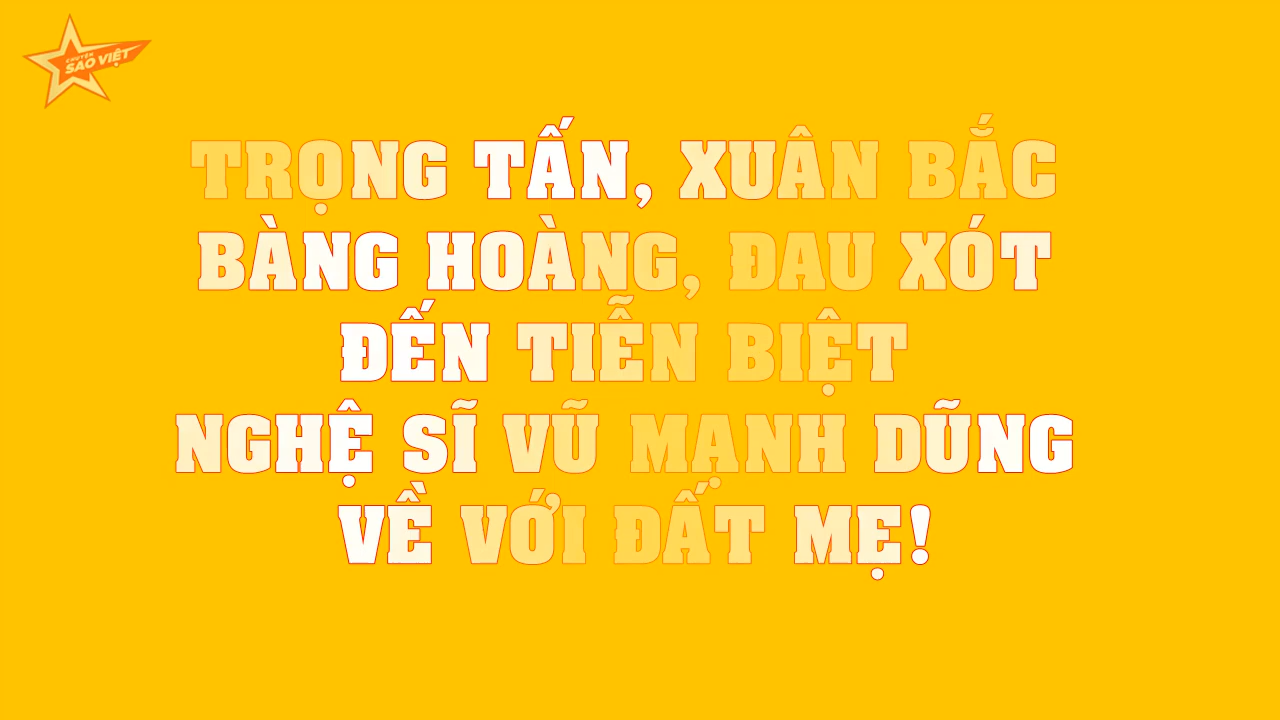 CHUYỆN
SAO VIỆT
TRỌNG TẤN, XUÂN BẮC
BÀNG HOÀNG, ĐAU XÓT
ĐẾN TIỄN BIỆT
NGHỆ SĨ VŨ MẠNH DŨNG
VỀ VỚI ĐẤT MẸ!